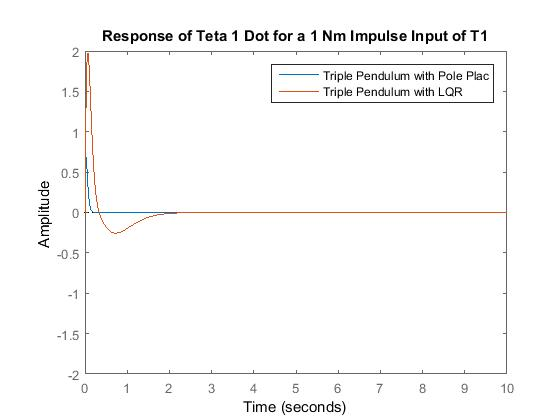 Response of Teta 1 Dot for a 1 Nm Impulse Input of T1
Triple Pendulum with Pole Plac
Triple Pendulum with LQR
Amplitude
2
1.5
1
0.5
0
-0.5
-1
-1.5
-2
0 1 2 3 4 5 6 7 8 9 10
Time (seconds)